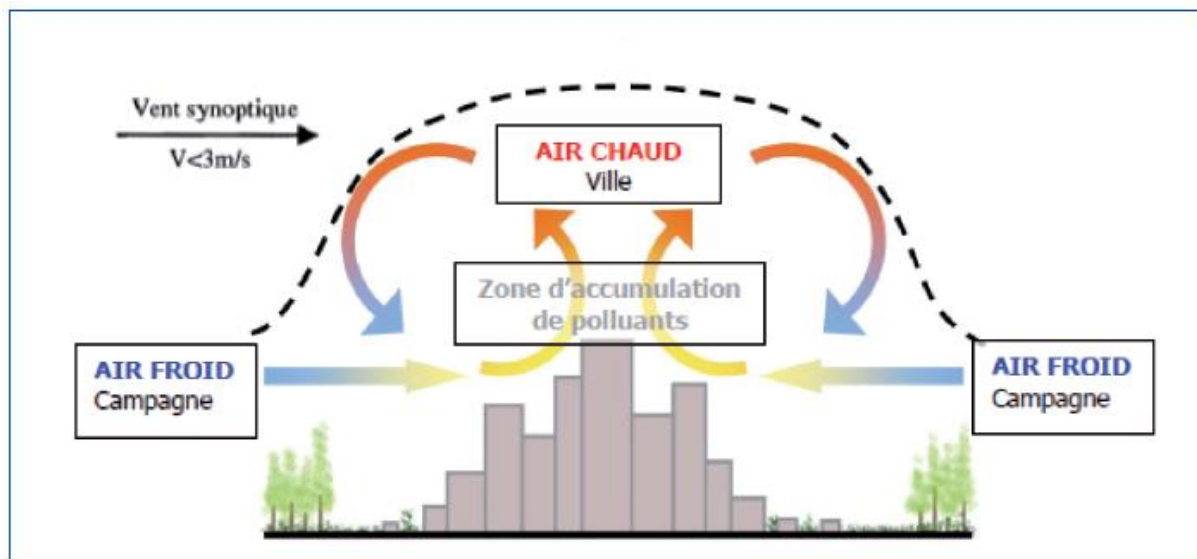 Vent synoptique
V<3m/s
AIR CHAUD
Ville
Zone d'accumulation
de polluants
AIR FROID
Campagne
AIR FROID
Campagne